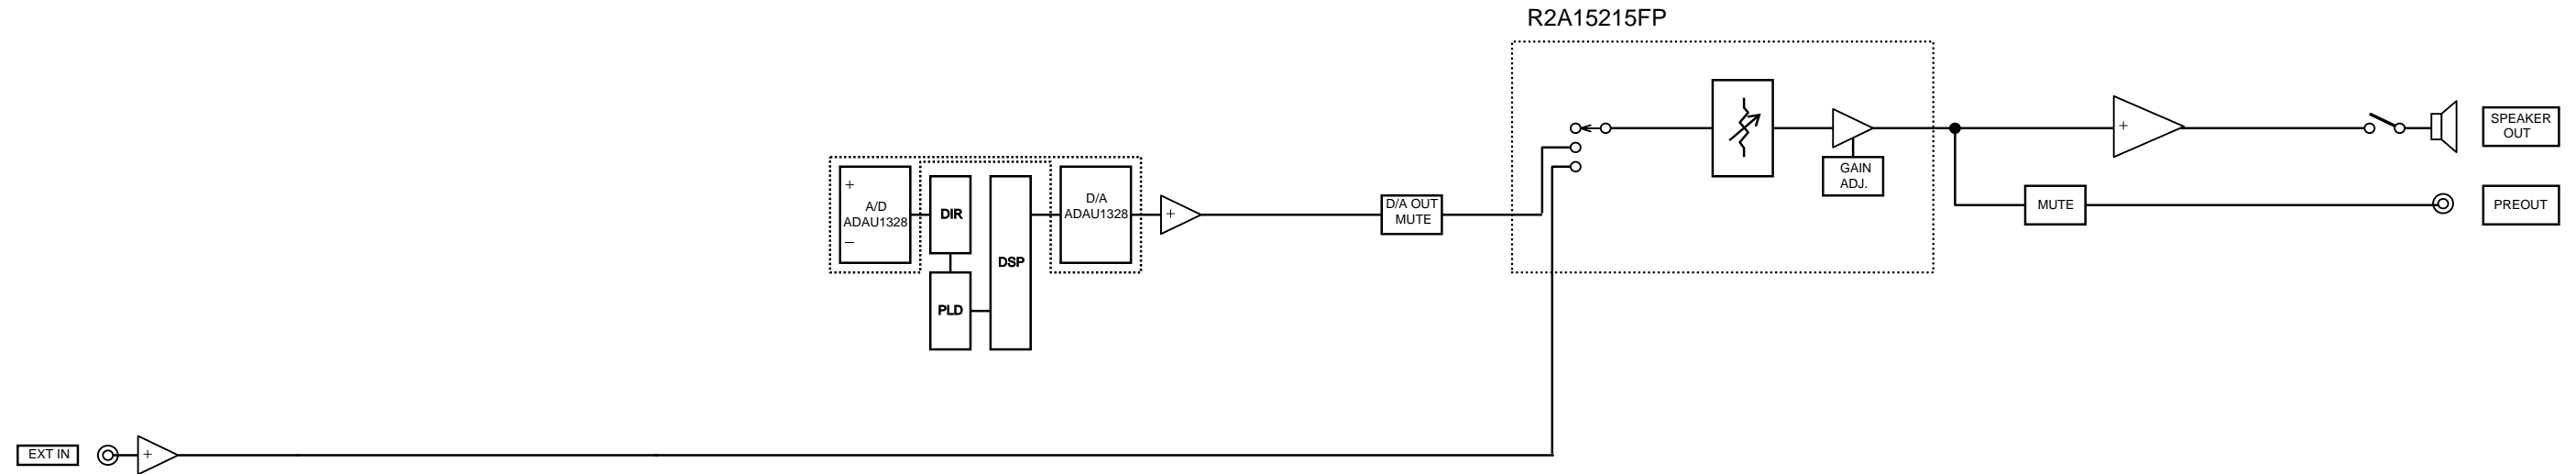 R2A15215FP
SPEAKER
OUT
GAIN
ADJ.
+
A/D
ADAU1328
−
DIR
DSP
PLD
D/A
ADAU1328
+
D/A OUT
MUTE
+
MUTE
PREOUT
EXT IN
+